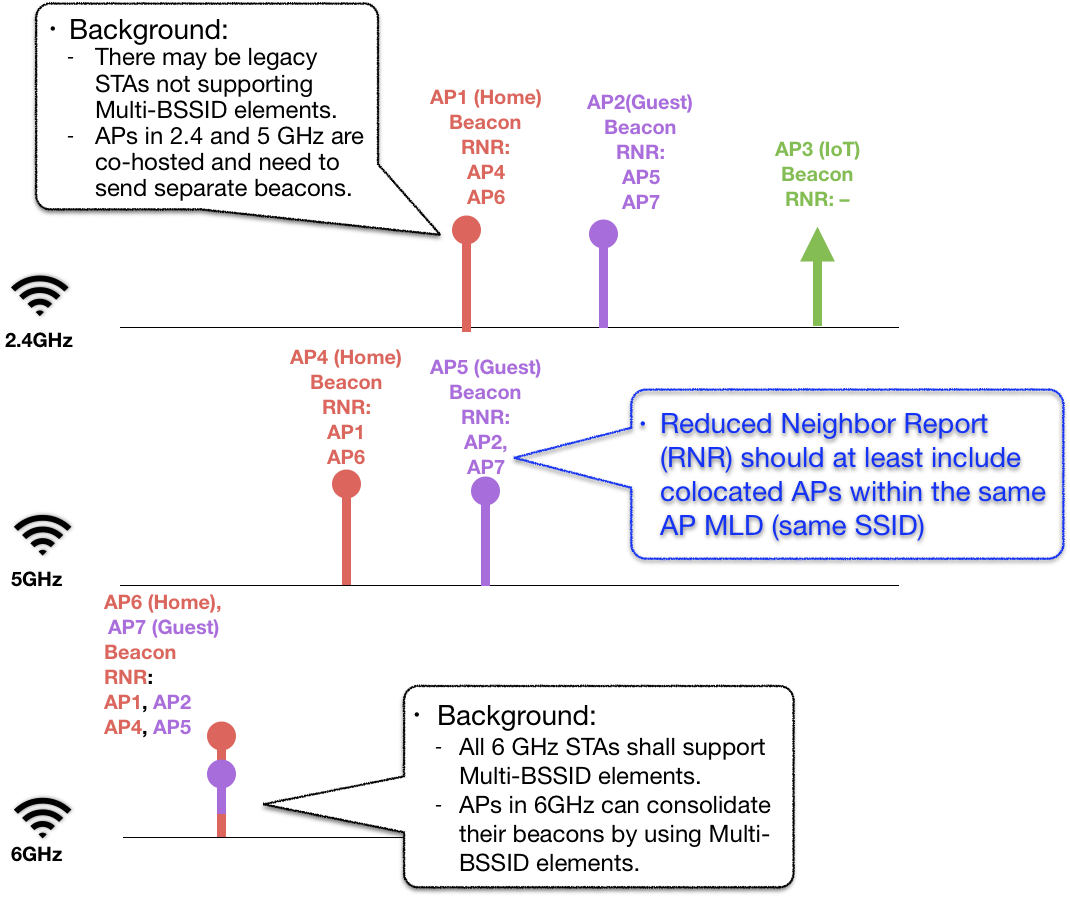 · Background:
- There may be legacy
STAs not supporting
Multi-BSSID elements.
- APs in 2.4 and 5 GHz are
co-hosted and need to
send separate beacons.
AP1 (Home)
Beacon
RNR:
AP4
AP6
AP2(Guest)
Beacon
RNR:
AP5
AP7
AP3 (IoT)
Beacon
RNR: –
2.4GHz
AP4 (Home)
Beacon
RNR:
AP1
AP6
AP5 (Guest)
Beacon
RNR:
AP2,
AP7
· Reduced Neighbor Report
(RNR) should at least include
colocated APs within the same
AP MLD (same SSID)
5GHz
AP6 (Home),
AP7 (Guest)
Beacon
RNR:
AP1, AP2
AP4, AP5
· Background:
- All 6 GHz STAs shall support
Multi-BSSID elements.
- APs in 6GHz can consolidate
their beacons by using Multi-
BSSID elements.
6GHz